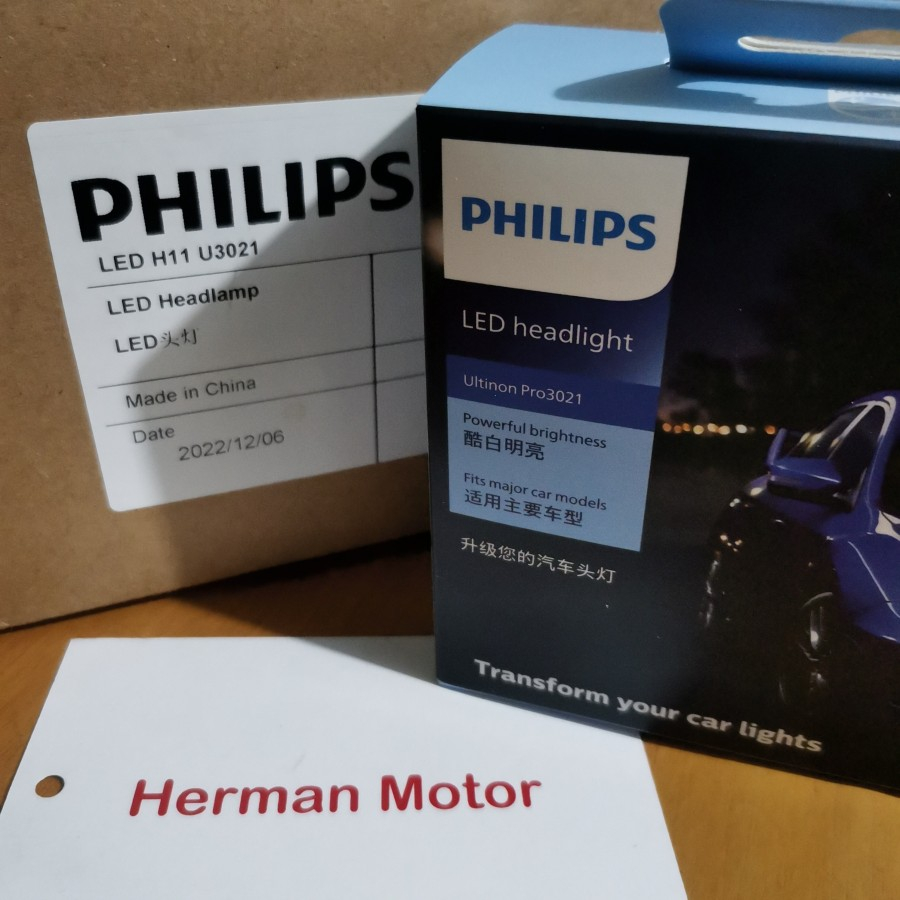 PHILIPS
LED H11 U3021
LED Headlamp
LED头灯
Made in China
Date
2022/12/06
PHILIPS
LED headlight
Ultinon Pro3021
Powerful brightness
酷白明亮
Fits major car models
适用主要车型
升级您的汽车头灯
Transform your car lights
Herman Motor